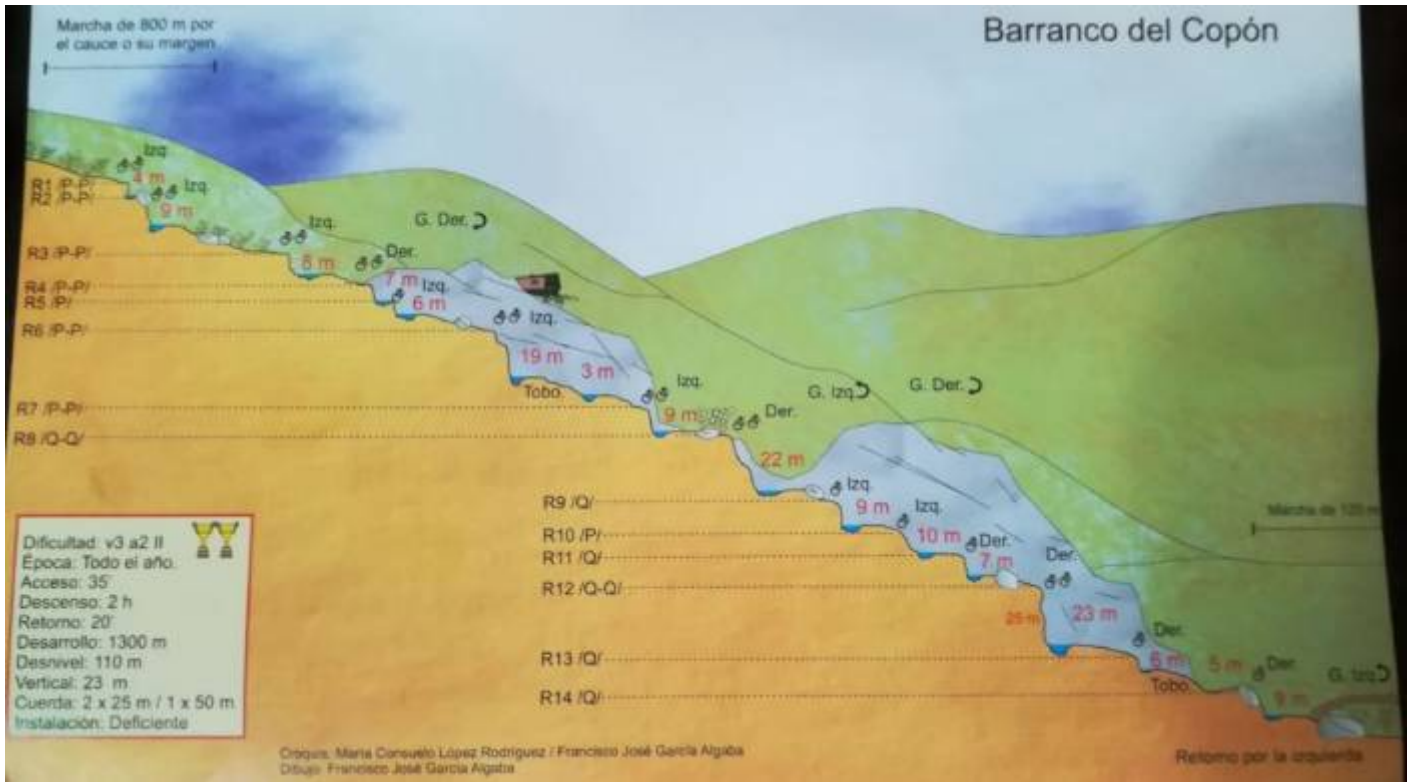 Marcha de 800 m por
el cauce o su margen
Barranco del Copón
Izq.
4 m
R1 /P-P/
Izq.
R2 /P-P/
9 m
Izq.
G. Der.
Der.
R3 /P-P/
8 m
7 m
Izq.
R4 /P-P/
R5 /P/
6 m
Izq.
R6 /P-P/
19 m
3 m
Tobo.
Izq.
G. Izq
G. Der.
R7 /P-P/
9 m
Der.
R8 /Q-Q/
22 m
Izq.
R9 /Q/
9 m
Izq.
Marcha de 120 m
R10 /P/
10 m
Der.
R11 /Q/
7 m
Der.
R12 /Q-Q/
25 m
23 m
Der.
R13 /Q/
6 m
5 m
Der.
Tobo.
G. Izq
R14 /Q/
9 m
Dificultad: v3 a2 II
Época: Todo el año.
Acceso: 35'
Descenso: 2 h
Retorno: 20'
Desarrollo: 1300 m
Desnivel: 110 m
Vertical: 23 m
Cuerda: 2 x 25 m / 1 x 50 m
Instalación: Deficiente
Croquis: María Consuelo López Rodríguez / Francisco José García Algaba
Dibujo: Francisco José García Algaba
Retorno por la izquierda